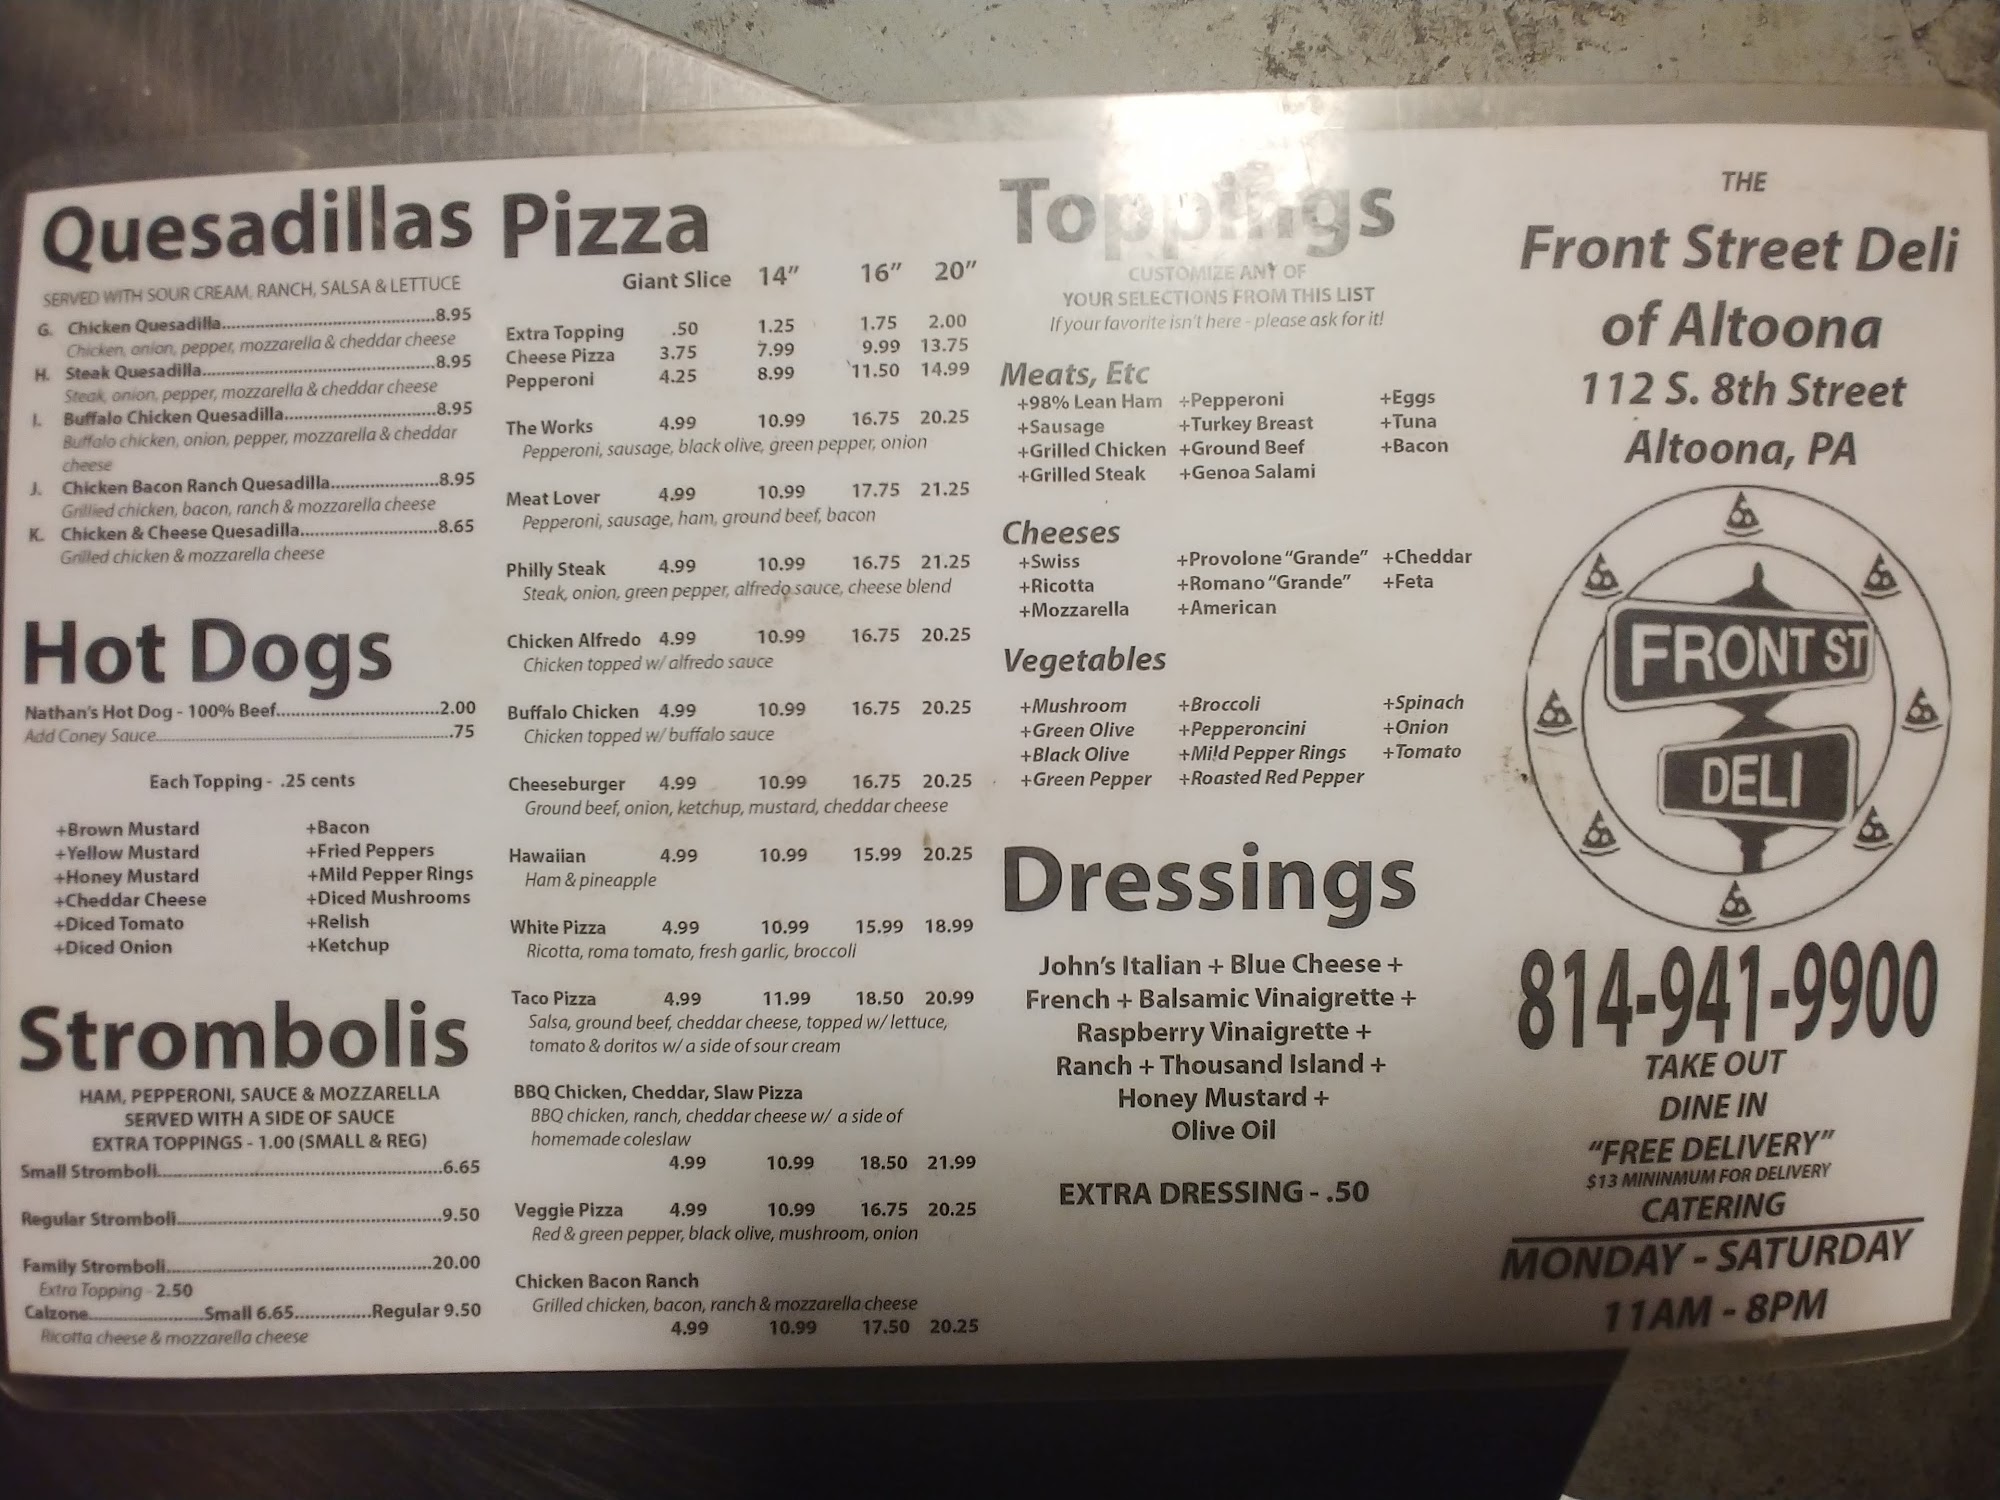 Quesadillas
SERVED WITH SOUR CREAM, RANCH, SALSA & LETTUCE
G. Chicken Quesadilla..........8.95
Chicken, onion, pepper, mozzarella & cheddar cheese
H. Steak Quesadilla..........8.95
Steak, onion, pepper, mozzarella & cheddar cheese
I. Buffalo Chicken Quesadilla..........8.95
Buffalo chicken, onion, pepper, mozzarella & cheddar
cheese
J. Chicken Bacon Ranch Quesadilla..........8.95
Grillied chicken, bacon, ranch & mozzarella cheese
K. Chicken & Cheese Quesadilla..........8.65
Grilled chicken & mozzarella cheese
Hot Dogs
Nathan's Hot Dog - 100% Beef..........2.00
Add Coney Sauce..........75
Each Topping - .25 cents
+Brown Mustard +Bacon
+Yellow Mustard +Fried Peppers
+Honey Mustard +Mild Pepper Rings
+Cheddar Cheese +Diced Mushrooms
+Diced Tomato +Relish
+Diced Onion +Ketchup
Strombolis
HAM, PEPPERONI, SAUCE & MOZZARELLA
SERVED WITH A SIDE OF SAUCE
EXTRA TOPPINGS - 1.00 (SMALL & REG)
Small Stromboli..........6.65
Regular Stromboli..........9.50
Family Stromboli..........20.00
Extra Topping - 2.50
Calzone..........Small 6.65..........Regular 9.50
Ricotta cheese & mozzarella cheese
Pizza
Giant Slice 14" 16" 20"
Extra Topping .50 1.25 1.75 2.00
Cheese Pizza 3.75 7.99 9.99 13.75
Pepperoni 4.25 8.99 11.50 14.99
The Works 4.99 10.99 16.75 20.25
Pepperoni, sausage, black olive, green pepper, onion
Meat Lover 4.99 10.99 17.75 21.25
Pepperoni, sausage, ham, ground beef, bacon
Philly Steak 4.99 10.99 16.75 21.25
Steak, onion, green pepper, alfredo sauce, cheese blend
Chicken Alfredo 4.99 10.99 16.75 20.25
Chicken topped w/ alfredo sauce
Buffalo Chicken 4.99 10.99 16.75 20.25
Chicken topped w/ buffalo sauce
Cheeseburger 4.99 10.99 16.75 20.25
Ground beef, onion, ketchup, mustard, cheddar cheese
Hawaiian 4.99 10.99 15.99 20.25
Ham & pineapple
White Pizza 4.99 10.99 15.99 18.99
Ricotta, roma tomato, fresh garlic, broccoli
Taco Pizza 4.99 11.99 18.50 20.99
Salsa, ground beef, cheddar cheese, topped w/ lettuce,
tomato & doritos w/ a side of sour cream
BBQ Chicken, Cheddar, Slaw Pizza
BBQ chicken, ranch, cheddar cheese w/ a side of
homemade coleslaw
4.99 10.99 18.50 21.99
Veggie Pizza 4.99 10.99 16.75 20.25
Red & green pepper, black olive, mushroom, onion
Chicken Bacon Ranch
Grilled chicken, bacon, ranch & mozzarella cheese
4.99 10.99 17.50 20.25
Toppings
CUSTOMIZE ANY OF
YOUR SELECTIONS FROM THIS LIST
If your favorite isn't here - please ask for it!
Meats, Etc
+98% Lean Ham +Pepperoni +Eggs
+Sausage +Turkey Breast +Tuna
+Grilled Chicken +Ground Beef +Bacon
+Grilled Steak +Genoa Salami
Cheeses
+Swiss +Provolone "Grande" +Cheddar
+Ricotta +Romano "Grande" +Feta
+Mozzarella +American
Vegetables
+Mushroom +Broccoli +Spinach
+Green Olive +Pepperoncini +Onion
+Black Olive +Mild Pepper Rings +Tomato
+Green Pepper +Roasted Red Pepper
Dressings
John's Italian + Blue Cheese +
French + Balsamic Vinaigrette +
Raspberry Vinaigrette +
Ranch + Thousand Island +
Honey Mustard +
Olive Oil
EXTRA DRESSING - .50
THE
Front Street Deli
of Altoona
112 S. 8th Street
Altoona, PA
FRONT ST
DELI
814-941-9900
TAKE OUT
DINE IN
"FREE DELIVERY"
$13 MININMUM FOR DELIVERY
CATERING
MONDAY - SATURDAY
11AM - 8PM